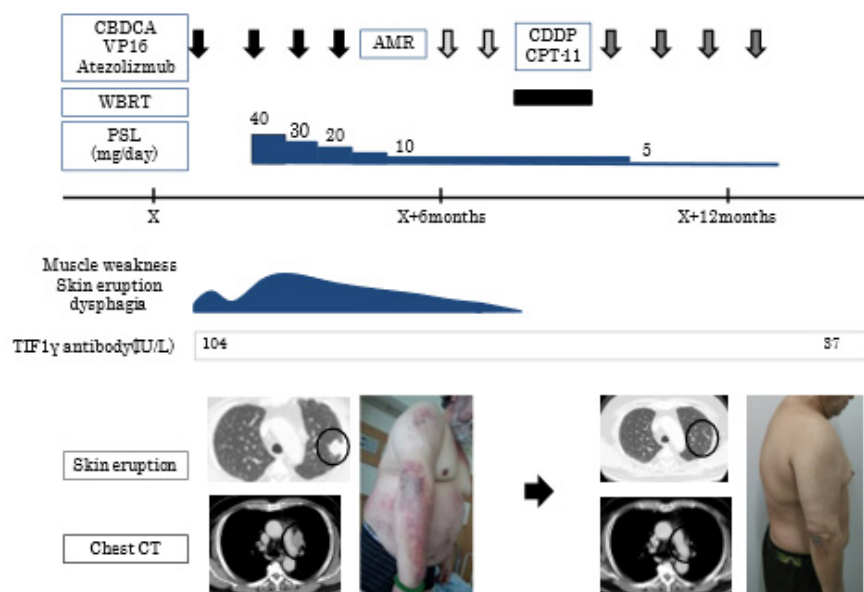 CBDCA
VP16
Atezolizmub
AMR
CDDP
CPT-11
WBRT
PSL
(mg/day)
40
30
20
10
5
X
X+6months
X+12months
Muscle weakness
Skin eruption
dysphagia
TIF1γ antibody(IU/L)
104
37
Skin eruption
Chest CT